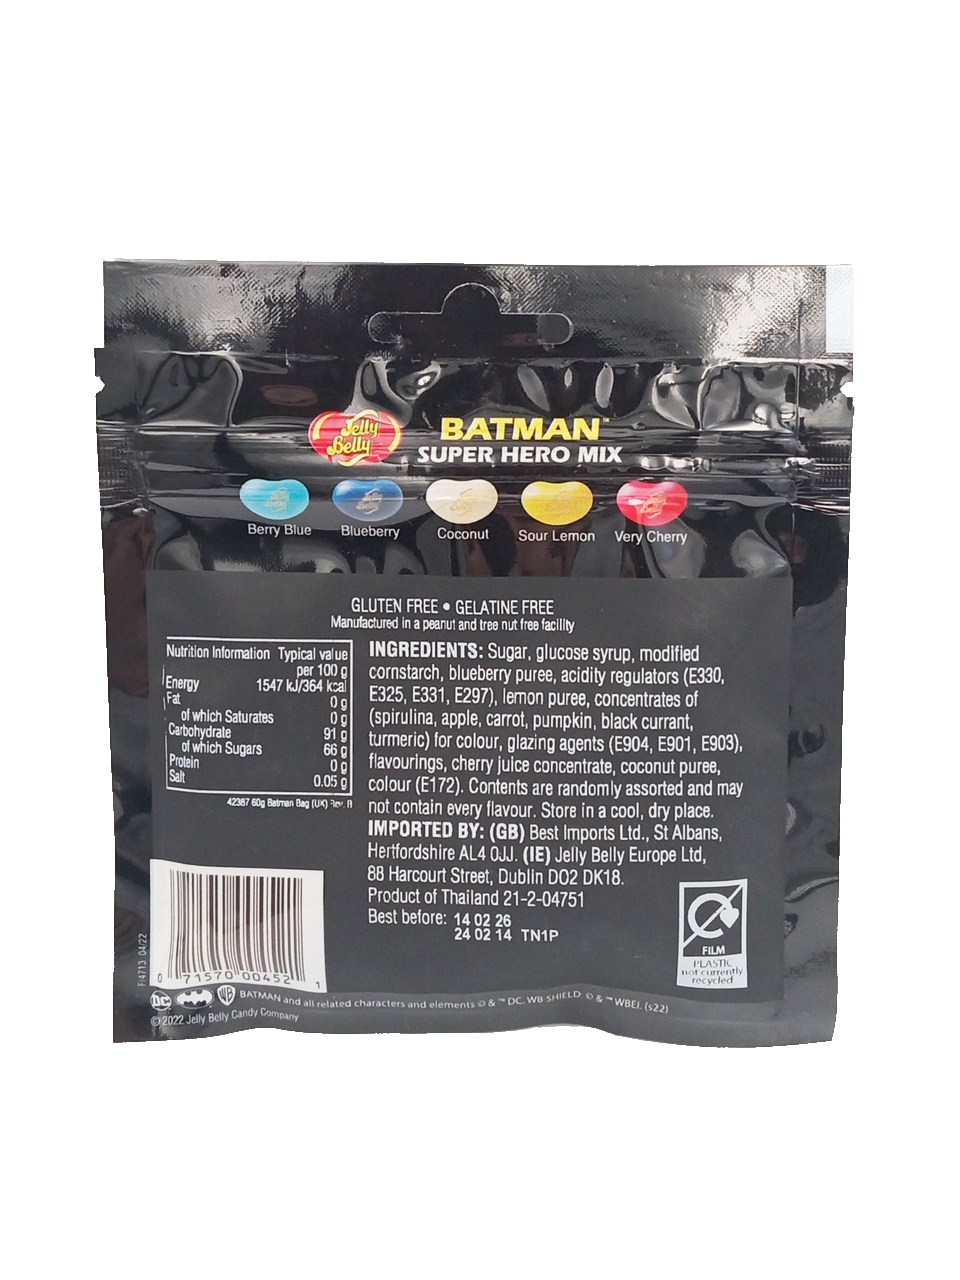 Jelly
Belly
BATMAN™
SUPER HERO MIX
Berry Blue
Blueberry
Coconut
Sour Lemon
Very Cherry
GLUTEN FREE • GELATINE FREE
Manufactured in a peanut and tree nut free facility
Nutrition Information Typical value
per 100 g
Energy 1547 kJ/364 kcal
Fat 0 g
of which Saturates 0 g
Carbohydrate 91 g
of which Sugars 66 g
Protein 0 g
Salt 0.05 g
42387 60g Batman Bag (UK) Rev. B
INGREDIENTS: Sugar, glucose syrup, modified
cornstarch, blueberry puree, acidity regulators (E330,
E325, E331, E297), lemon puree, concentrates of
(spirulina, apple, carrot, pumpkin, black currant,
turmeric) for colour, glazing agents (E904, E901, E903),
flavourings, cherry juice concentrate, coconut puree,
colour (E172). Contents are randomly assorted and may
not contain every flavour. Store in a cool, dry place.
IMPORTED BY: (GB) Best Imports Ltd., St Albans,
Hertfordshire AL4 0JJ. (IE) Jelly Belly Europe Ltd,
88 Harcourt Street, Dublin D02 DK18.
Product of Thailand 21-2-04751
Best before: 14 02 26
24 02 14 TN1P
FILM
PLASTIC
not currently
recycled
FI4713 04/22
0 71570 00452 1
DC WB BATMAN and all related characters and elements © & ™ DC. WB SHIELD: © & ™ WBEI. (s22)
© 2022 Jelly Belly Candy Company